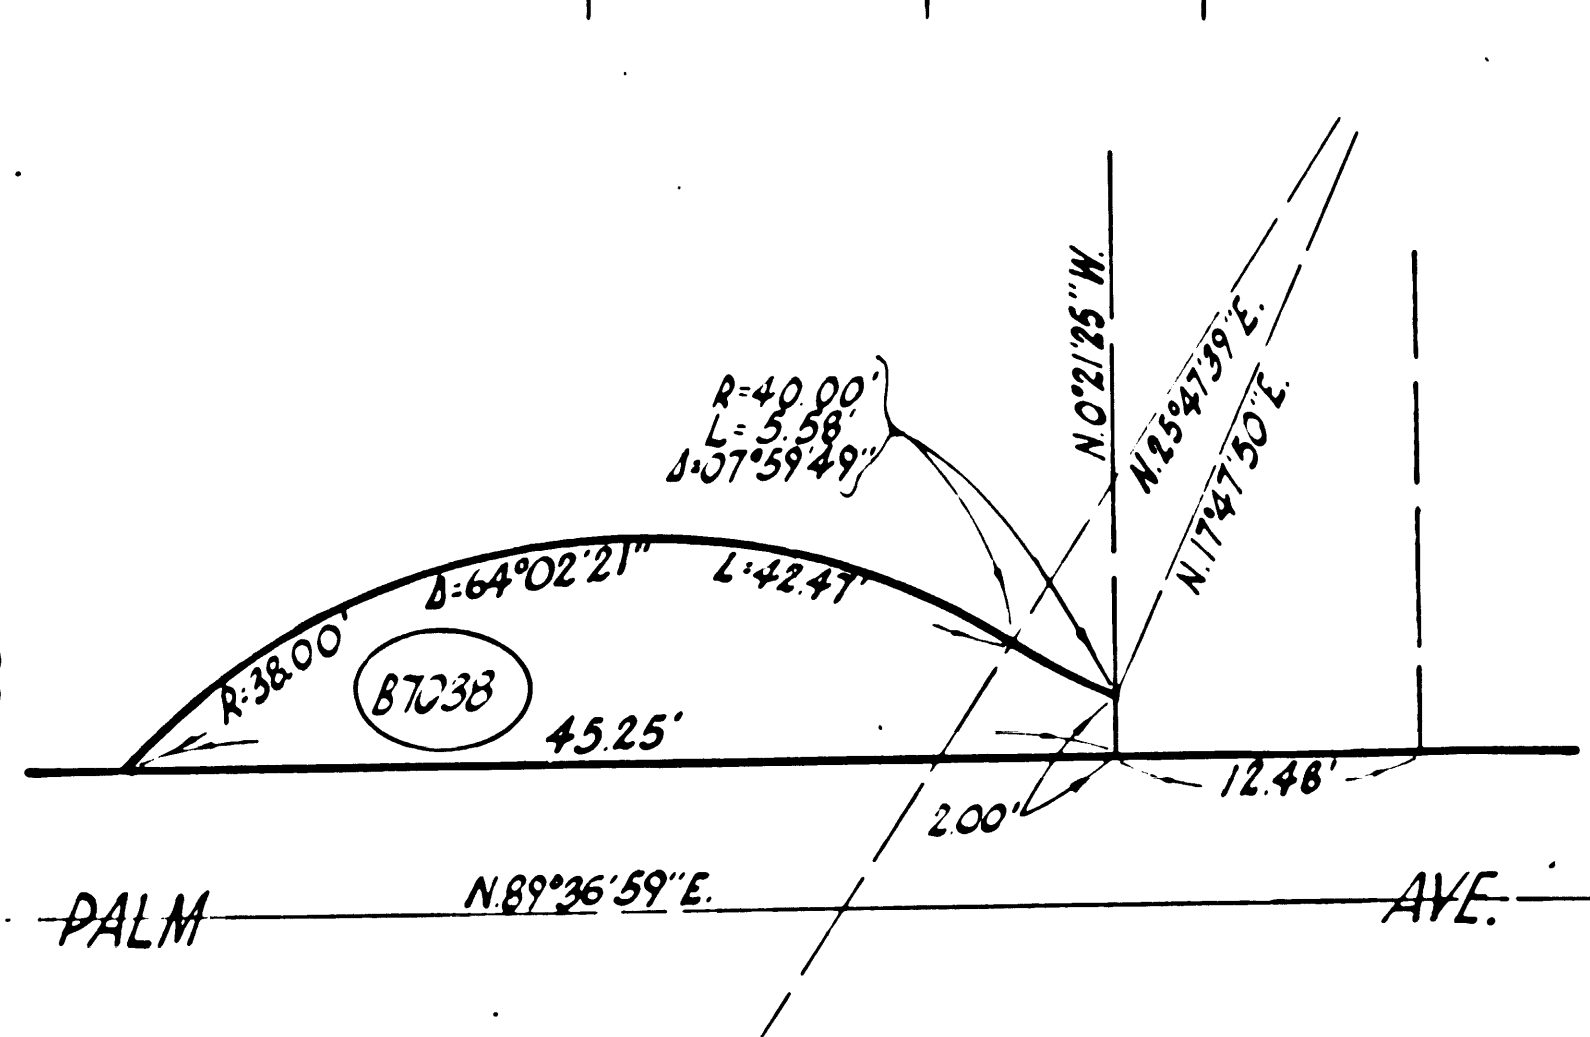 N.0°21'25"W.
N.25°47'39"E.
N.17°47'50"E.
R=40.00'
L=5.58'
Δ=07°59'49"
Δ=64°02'21"
L=42.47'
R=38.00'
B7038
45.25'
12.48'
2.00'
N.89°36'59"E.
PALM AVE.